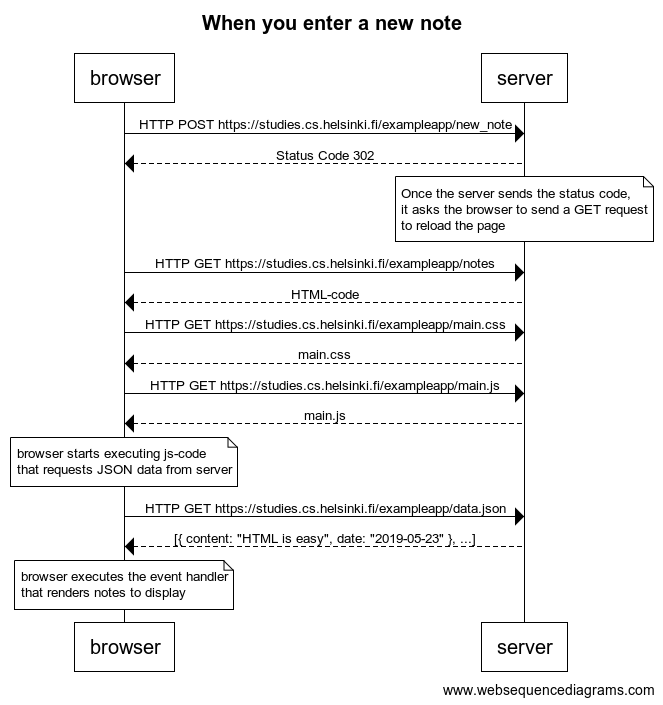 When you enter a new note
browser
server
HTTP POST https://studies.cs.helsinki.fi/exampleapp/new_note
Status Code 302
Once the server sends the status code,
it asks the browser to send a GET request
to reload the page
HTTP GET https://studies.cs.helsinki.fi/exampleapp/notes
HTML-code
HTTP GET https://studies.cs.helsinki.fi/exampleapp/main.css
main.css
HTTP GET https://studies.cs.helsinki.fi/exampleapp/main.js
main.js
browser starts executing js-code
that requests JSON data from server
HTTP GET https://studies.cs.helsinki.fi/exampleapp/data.json
[{ content: "HTML is easy", date: "2019-05-23" }, ...]
browser executes the event handler
that renders notes to display
browser
server
www.websequencediagrams.com